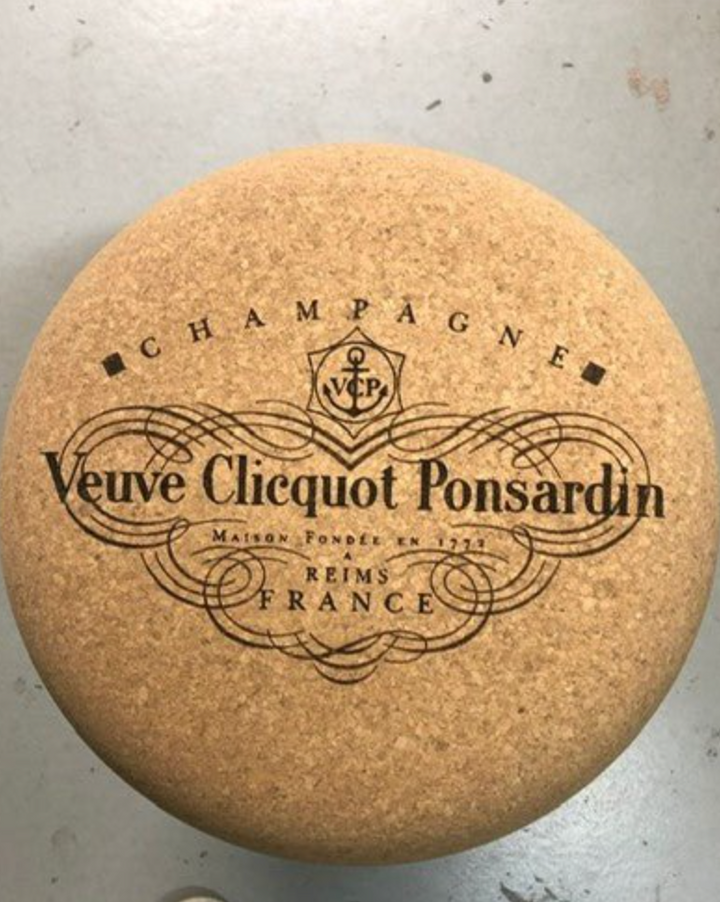 CHAMPAGNE
VCP
Veuve Clicquot Ponsardin
MAISON FONDÉE EN 1772
A
REIMS
FRANCE